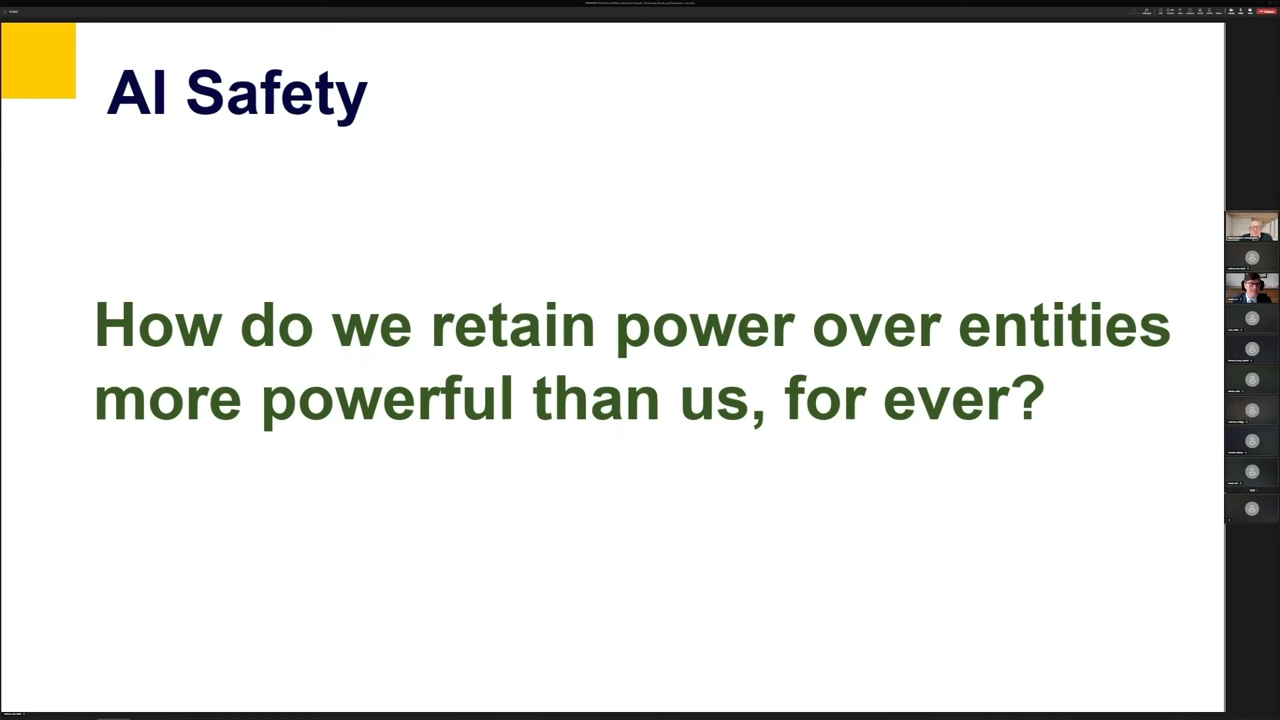 AI Safety
How do we retain power over entities
more powerful than us, for ever?